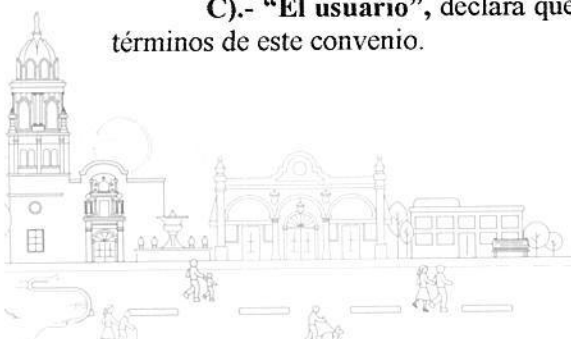 C).- “El usuario”, declara que
términos de este convenio.